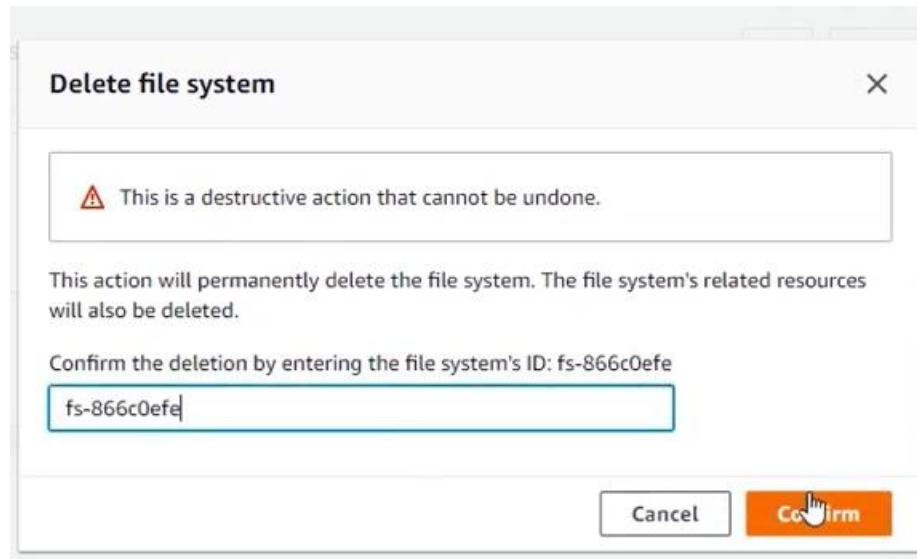 Delete file system
This is a destructive action that cannot be undone.
This action will permanently delete the file system. The file system's related resources
will also be deleted.
Confirm the deletion by entering the file system's ID: fs-866c0efe
fs-866c0efe
Cancel
Confirm